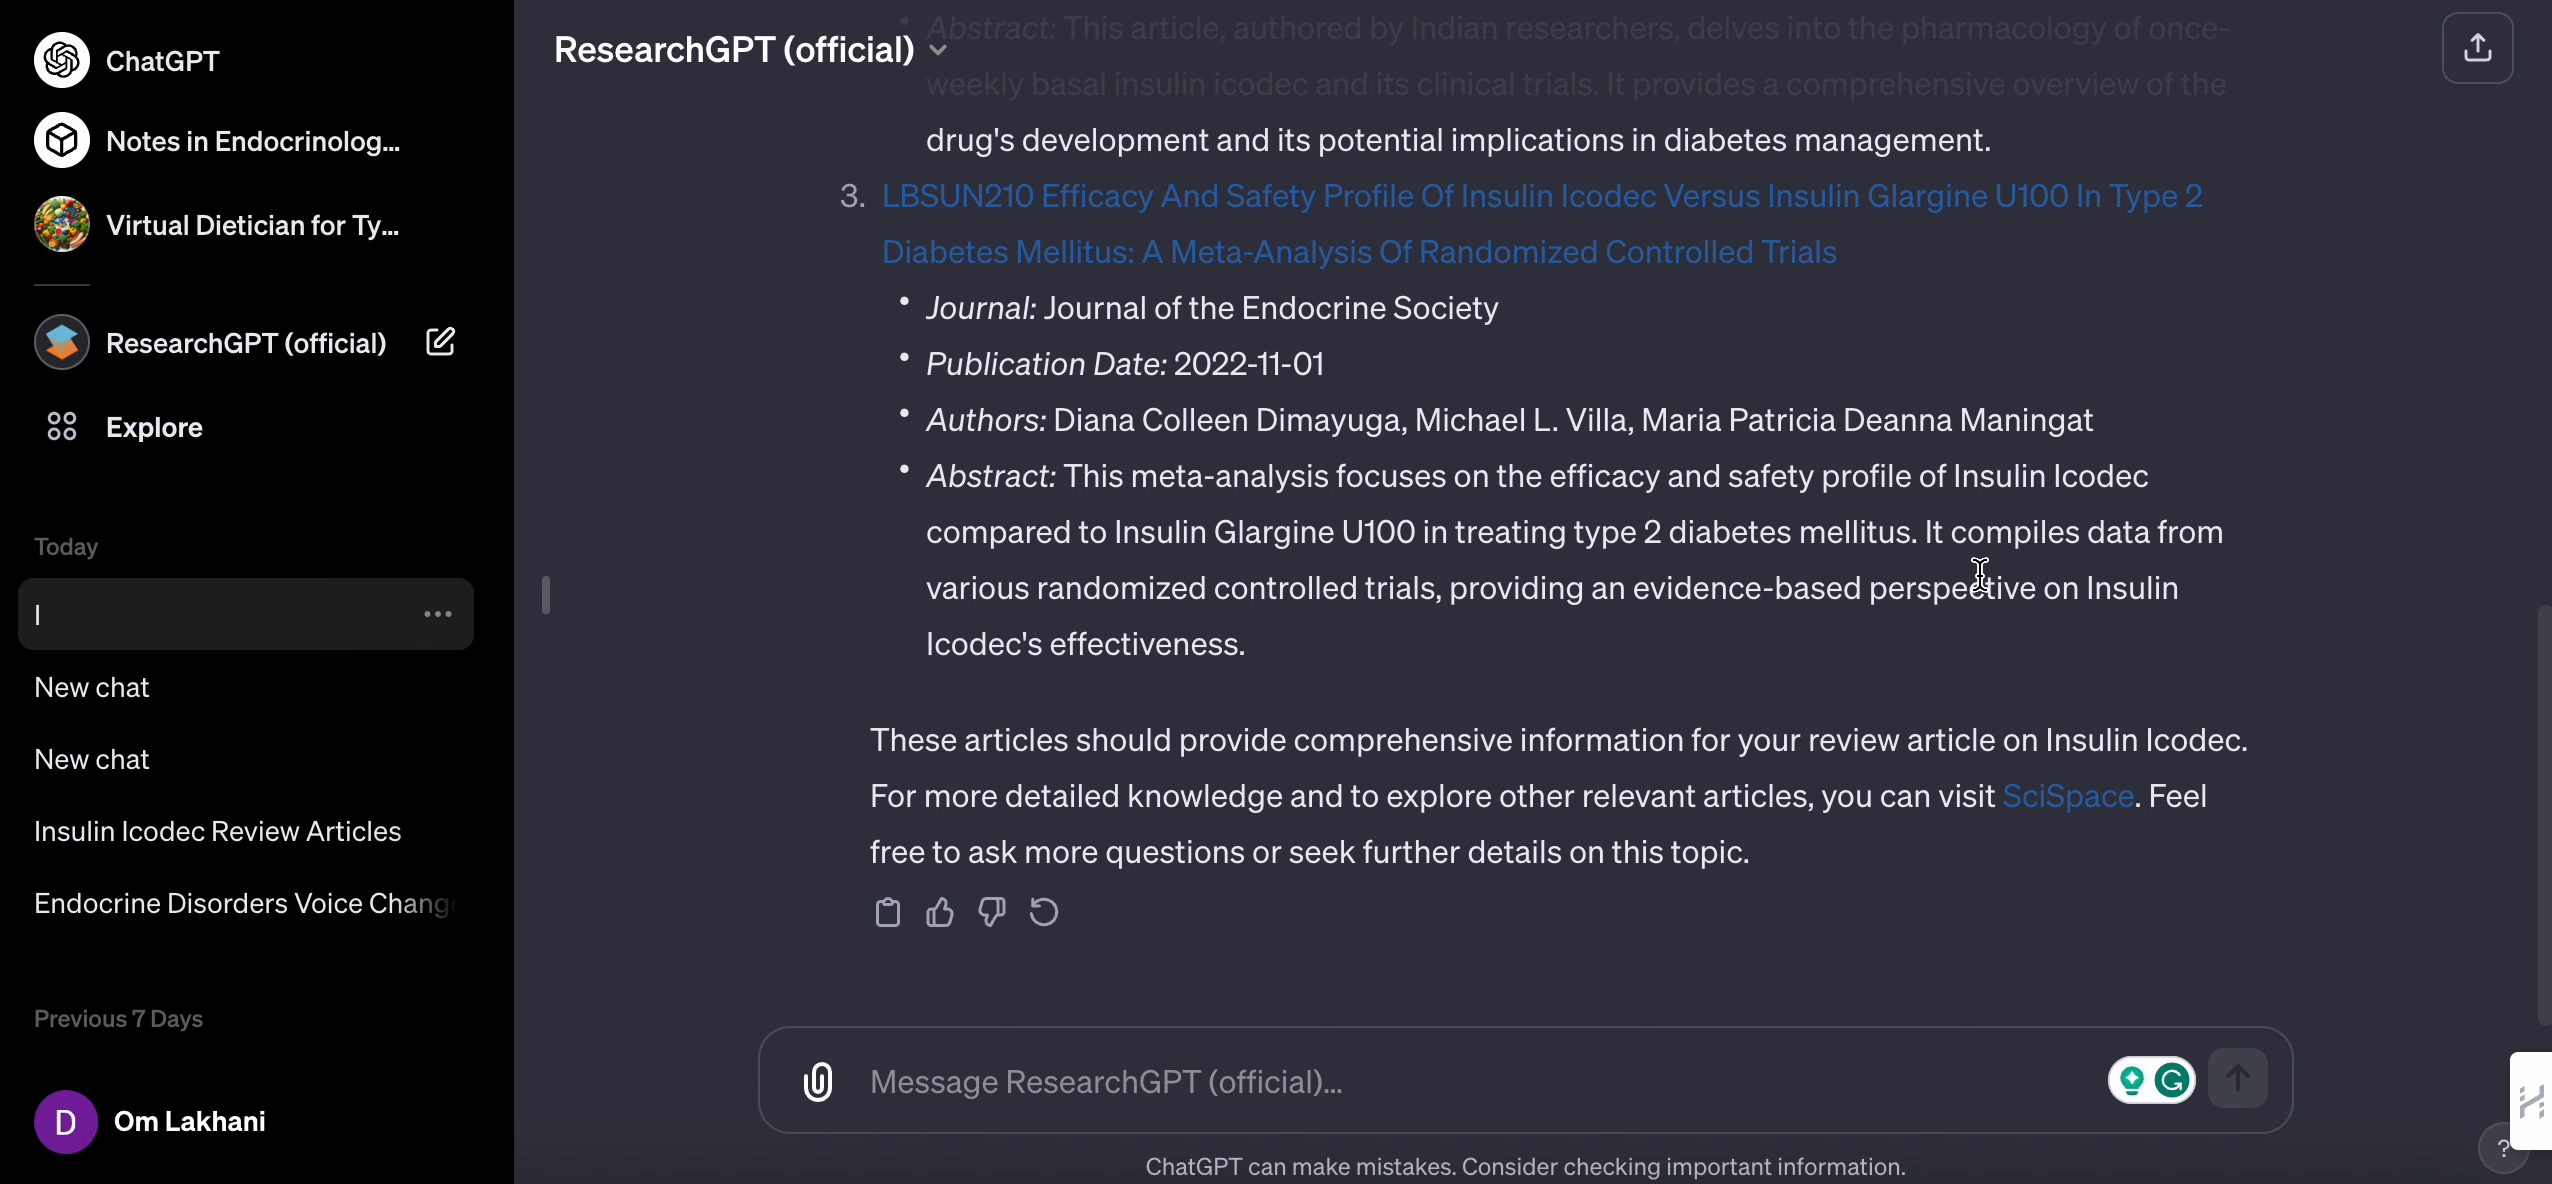 ChatGPT
Notes in Endocrinolog...
Virtual Dietician for Ty...
ResearchGPT (official)
Explore
Today
New chat
New chat
Insulin Icodec Review Articles
Endocrine Disorders Voice Chang
Previous 7 Days
D
Om Lakhani
ResearchGPT (official)
• Abstract: This article, authored by Indian researchers, delves into the pharmacology of once-
weekly basal insulin icodec and its clinical trials. It provides a comprehensive overview of the
drug's development and its potential implications in diabetes management.
3. LBSUN210 Efficacy And Safety Profile Of Insulin Icodec Versus Insulin Glargine U100 In Type 2
Diabetes Mellitus: A Meta-Analysis Of Randomized Controlled Trials
• Journal: Journal of the Endocrine Society
• Publication Date: 2022-11-01
• Authors: Diana Colleen Dimayuga, Michael L. Villa, Maria Patricia Deanna Maningat
• Abstract: This meta-analysis focuses on the efficacy and safety profile of Insulin Icodec
compared to Insulin Glargine U100 in treating type 2 diabetes mellitus. It compiles data from
various randomized controlled trials, providing an evidence-based perspective on Insulin
Icodec's effectiveness.
These articles should provide comprehensive information for your review article on Insulin Icodec.
For more detailed knowledge and to explore other relevant articles, you can visit SciSpace. Feel
free to ask more questions or seek further details on this topic.
Message ResearchGPT (official)...
ChatGPT can make mistakes. Consider checking important information.
?